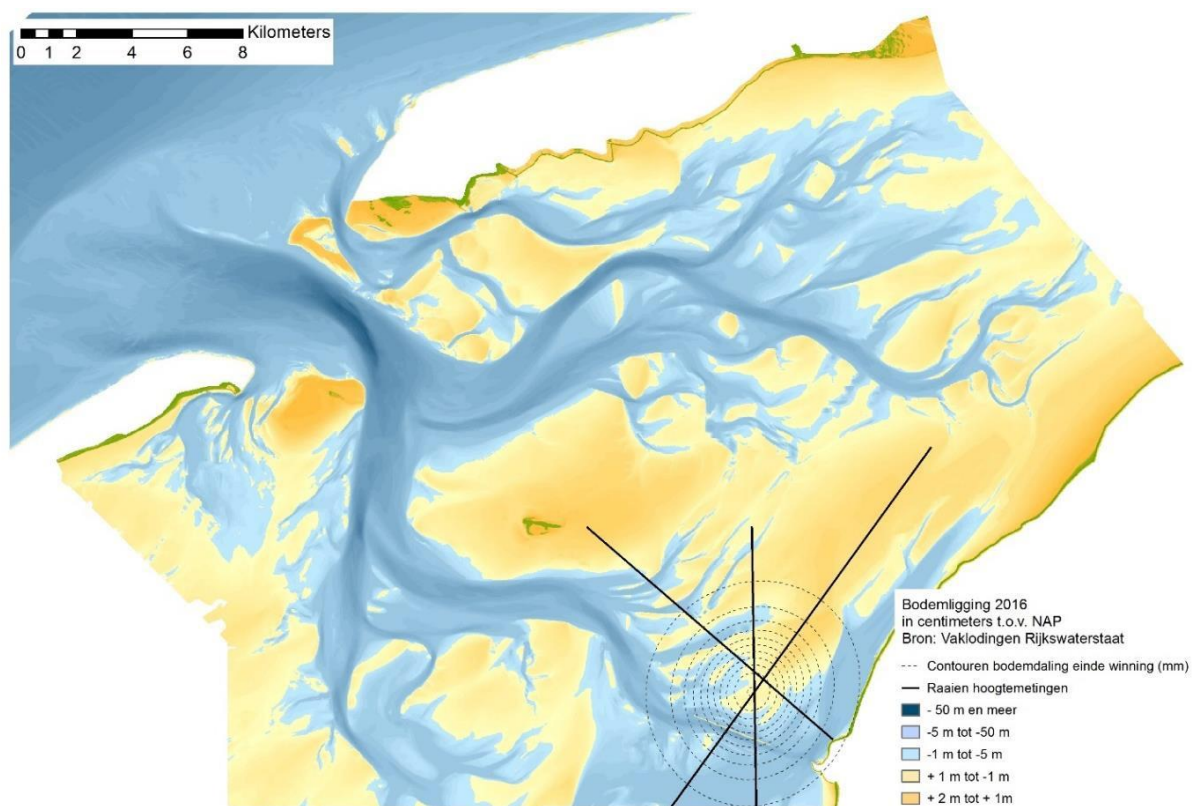 Kilometers
0 1 2 4 6 8
Bodemligging 2016
in centimeters t.o.v. NAP
Bron: Vaklodingen Rijkswaterstaat
Contouren bodemdaling einde winning (mm)
Raaien hoogtemetingen
- 50 m en meer
-5 m tot -50 m
-1 m tot -5 m
+ 1 m tot -1 m
+ 2 m tot + 1m